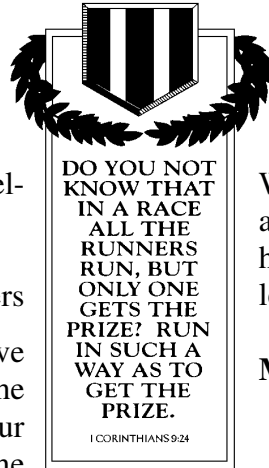 DO YOU NOT
KNOW THAT
IN A RACE
ALL THE
RUNNERS
RUN, BUT
ONLY ONE
GETS THE
PRIZE? RUN
IN SUCH A
WAY AS TO
GET THE
PRIZE.
I CORINTHIANS 9:24